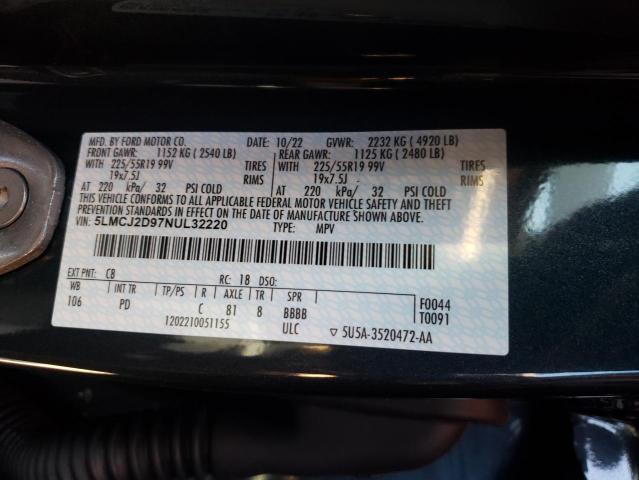 MFD. BY FORD MOTOR CO.
DATE: 10/22 GVWR: 2232 KG ( 4920 LB)
FRONT GAWR: 1152 KG ( 2540 LB) REAR GAWR: 1125 KG ( 2480 LB)
WITH 225/55R19 99V TIRES WITH 225/55R19 99V TIRES
19x7.5J RIMS 19x7.5J - RIMS
AT 220 kPa/ 32 PSI COLD AT 220 kPa/ 32 PSI COLD
THIS VEHICLE CONFORMS TO ALL APPLICABLE FEDERAL MOTOR VEHICLE SAFETY AND THEFT
PREVENTION STANDARDS IN EFFECT ON THE DATE OF MANUFACTURE SHOWN ABOVE.
VIN: 5LMCJ2D97NUL32220 TYPE: MPV
EXT PNT: CB RC: 18 DSO:
WB INT TR TP/PS R AXLE TR SPR
106 PD C 81 8 BBBB
F0044
T0091
1202210051155 ULC ▽ 5U5A-3520472-AA